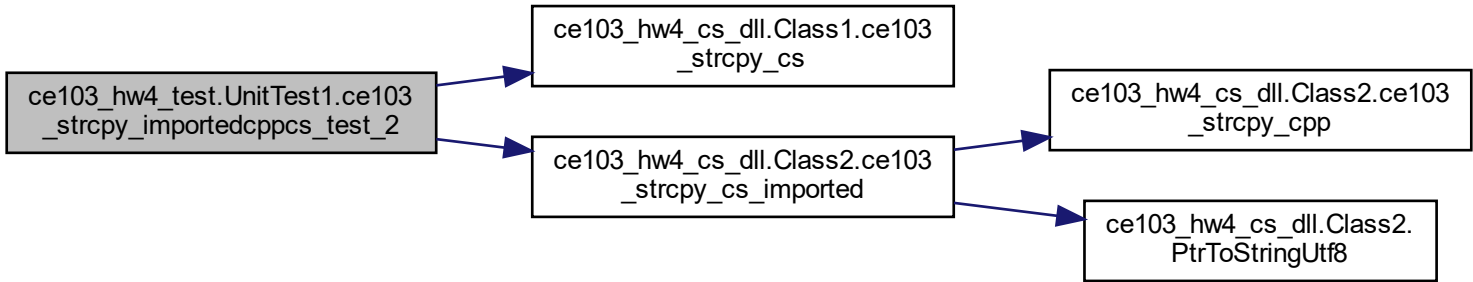 ce103_hw4_test.UnitTest1.ce103
_strcpy_importedcppcs_test_2
ce103_hw4_cs_dll.Class1.ce103
_strcpy_cs
ce103_hw4_cs_dll.Class2.ce103
_strcpy_cs_imported
ce103_hw4_cs_dll.Class2.ce103
_strcpy_cpp
ce103_hw4_cs_dll.Class2.
PtrToStringUtf8